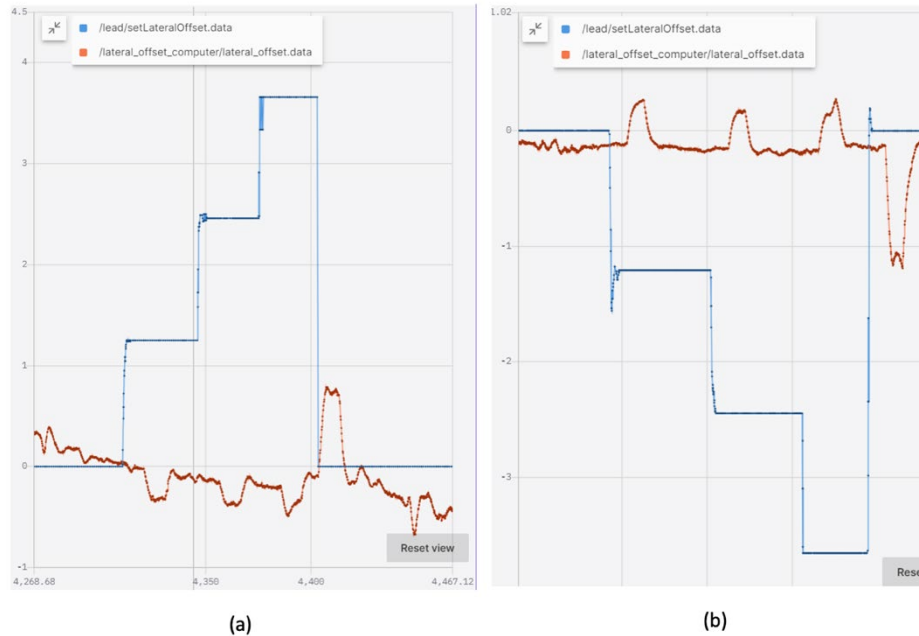 4.5
/lead/setLateralOffset.data
/lateral_offset_computer/lateral_offset.data
4
3
2
1
0
-1
Reset view
4,268.68
4,350
4,400
4,467.12
(a)
1.02
/lead/setLateralOffset.data
/lateral_offset_computer/lateral_offset.data
0
-1
-2
-3
Rese
(b)